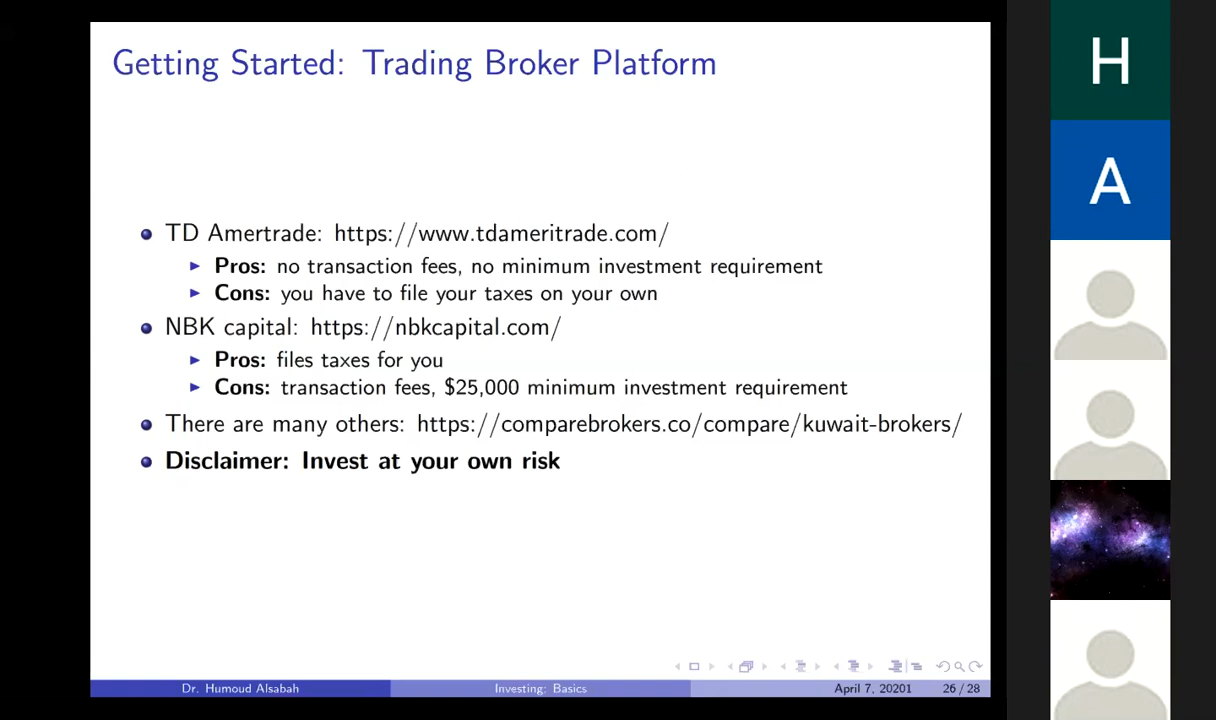 Getting Started: Trading Broker Platform
TD Amertrade: https://www.tdameritrade.com/
Pros: no transaction fees, no minimum investment requirement
Cons: you have to file your taxes on your own
NBK capital: https://nbkcapital.com/
Pros: files taxes for you
Cons: transaction fees, $25,000 minimum investment requirement
There are many others: https://comparebrokers.co/compare/kuwait-brokers/
Disclaimer: Invest at your own risk
Dr. Humoud Alsabah Investing: Basics April 7, 20201 26 / 28
H
A